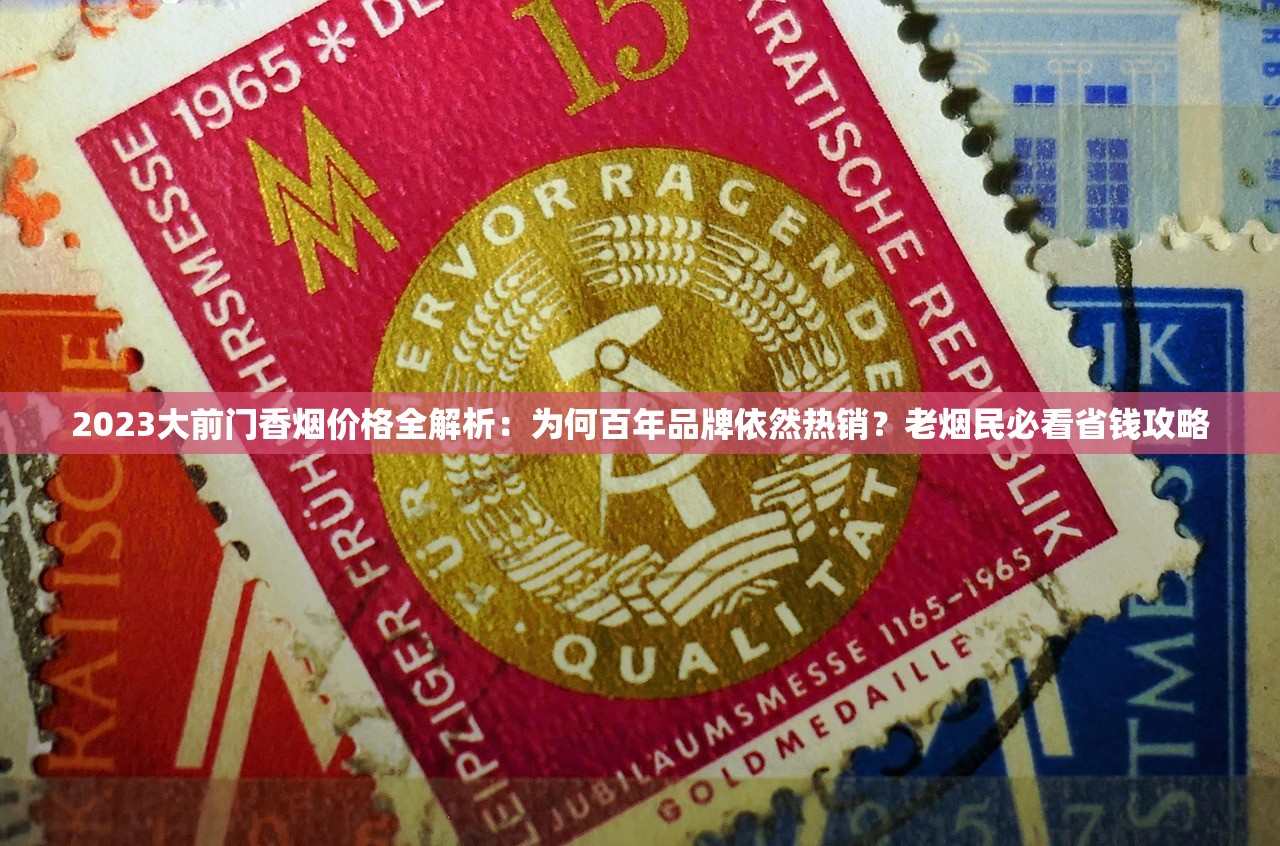 1965 * DE
KRATISCHE REPUBLIK
15
LEIPZIGER FRÜHJAHRSMESSE
FÜR HERVORRAGENDE
QUALITÄT
2023大前门香烟价格全解析：为何百年品牌依然热销？老烟民必看省钱攻略
JUBILÄUMSMESSE 1165-1965
GOLDMEDAILLE
IK
KATISC
STME